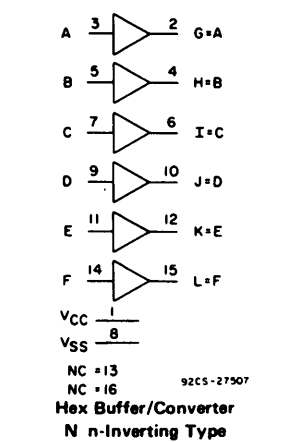 A 3 2 G=A
B 5 4 H=B
C 7 6 I=C
D 9 10 J=D
E 11 12 K=E
F 14 15 L=F
VCC 1
VSS 8
NC =13
NC =16
92CS-27507
Hex Buffer/Converter
N n-Inverting Type